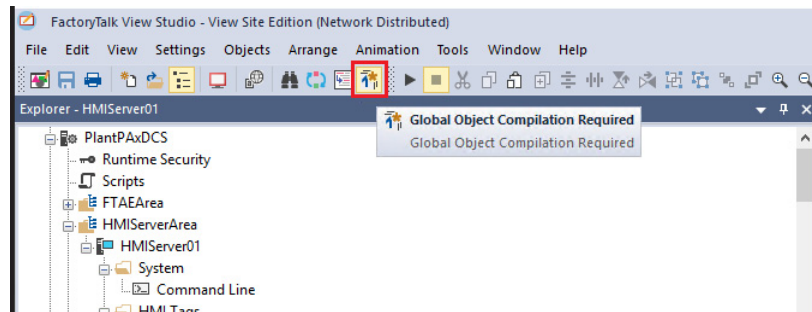 FactoryTalk View Studio - View Site Edition (Network Distributed)
File Edit View Settings Objects Arrange Animation Tools Window Help
Explorer - HMIServer01
Global Object Compilation Required
Global Object Compilation Required
PlantPAxDCS
Runtime Security
Scripts
FTAEArea
HMIServerArea
HMIServer01
System
Command Line
HMI Tags